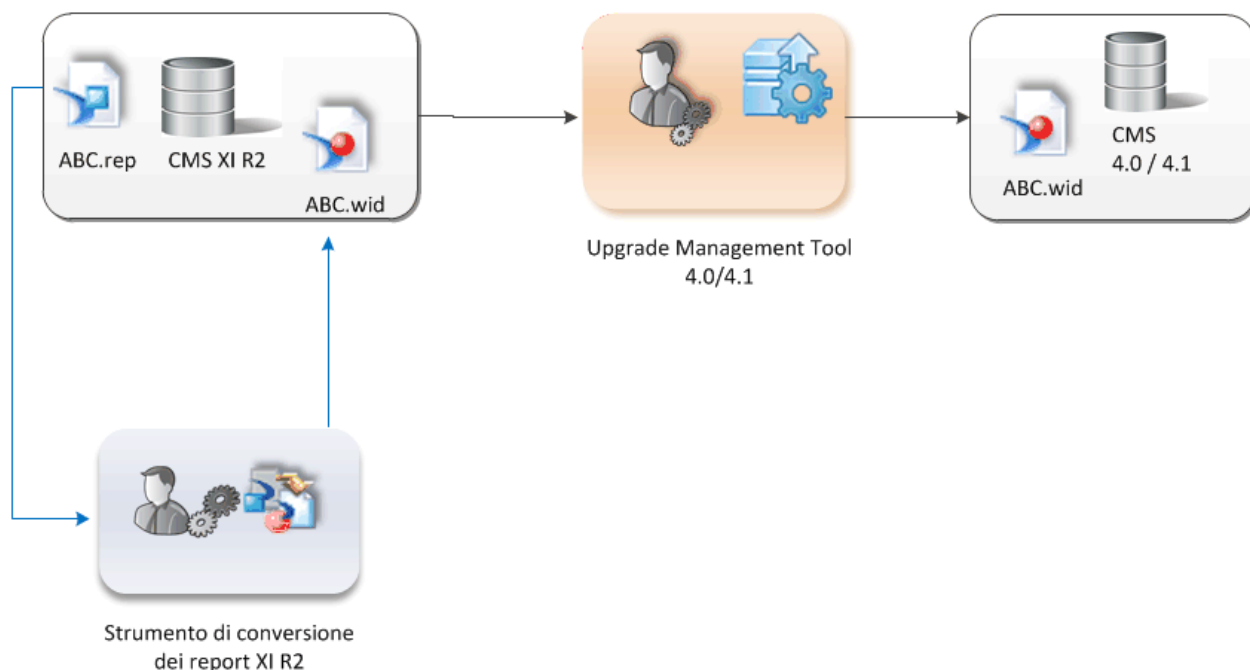 ABC.rep
CMS XI R2
ABC.wid
Upgrade Management Tool
4.0/4.1
ABC.wid
CMS
4.0 / 4.1
Strumento di conversione
dei report XI R2